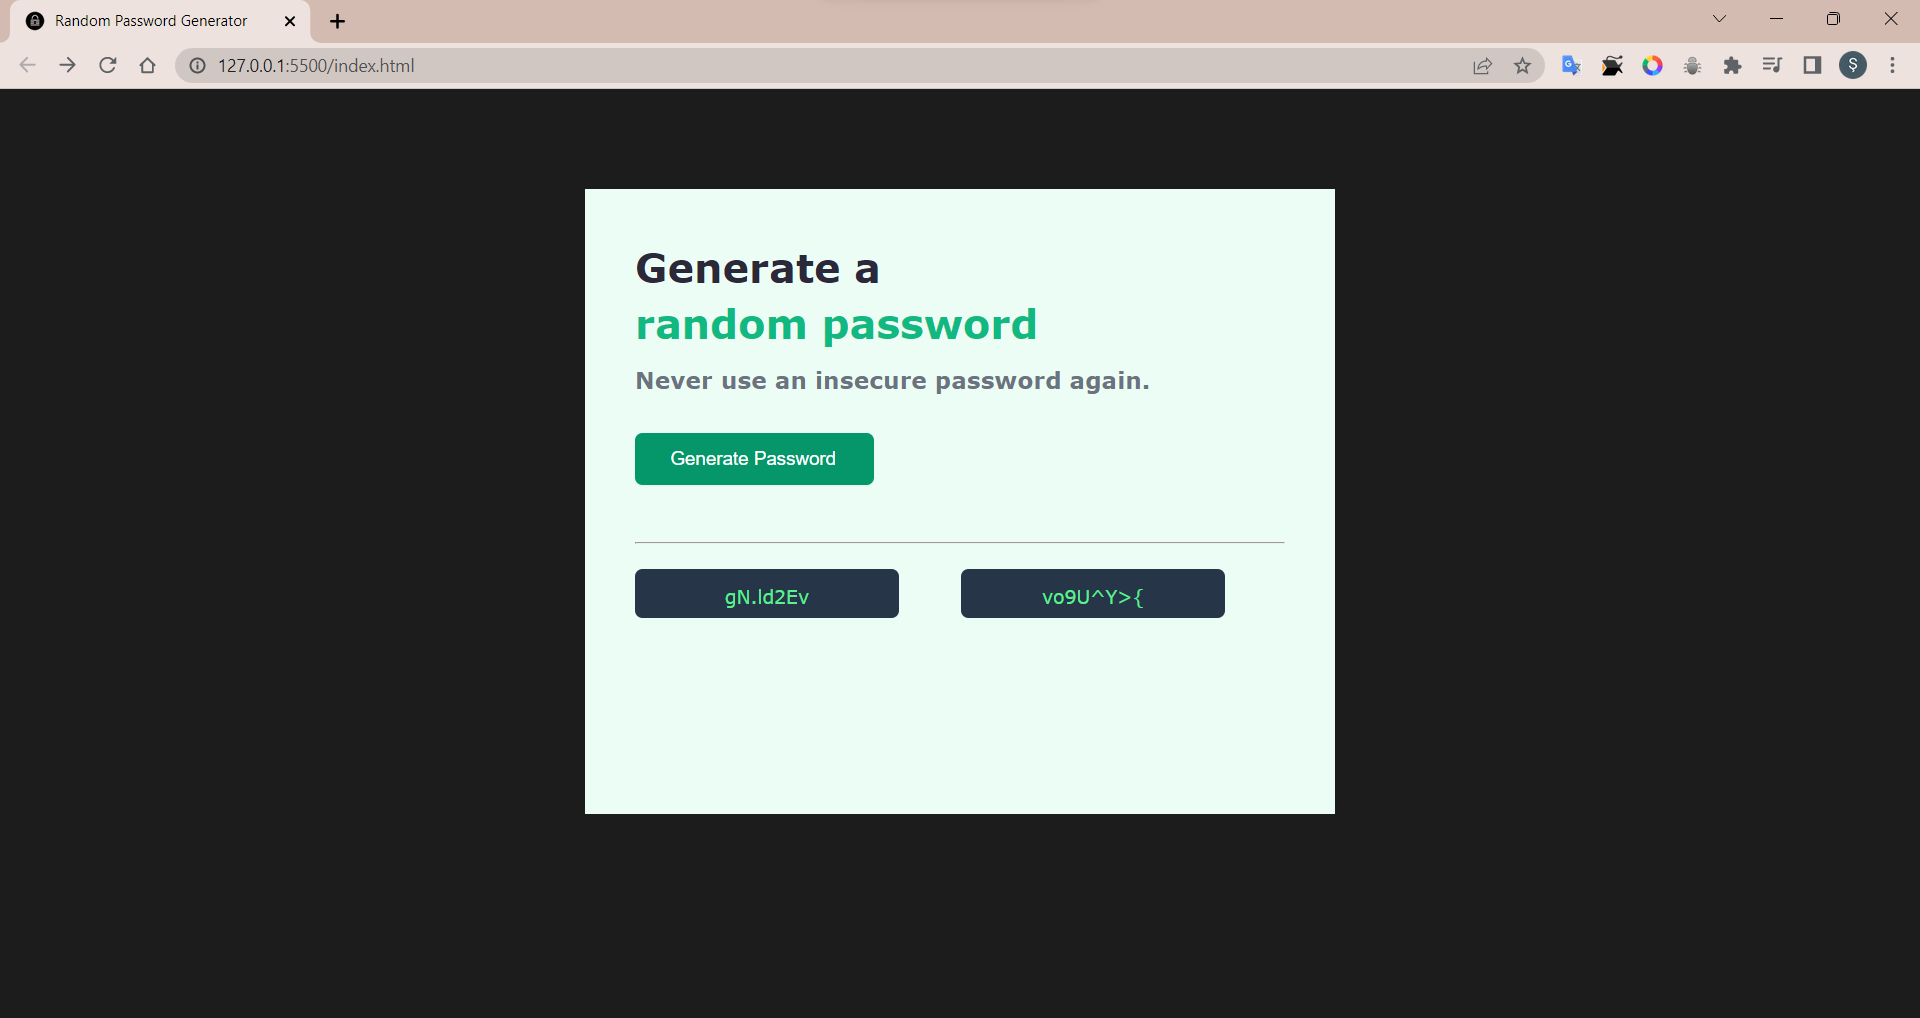 Random Password Generator
127.0.0.1:5500/index.html
Ş
Generate a
random password
Never use an insecure password again.
Generate Password
gN.ld2Ev
vo9U^Y>{